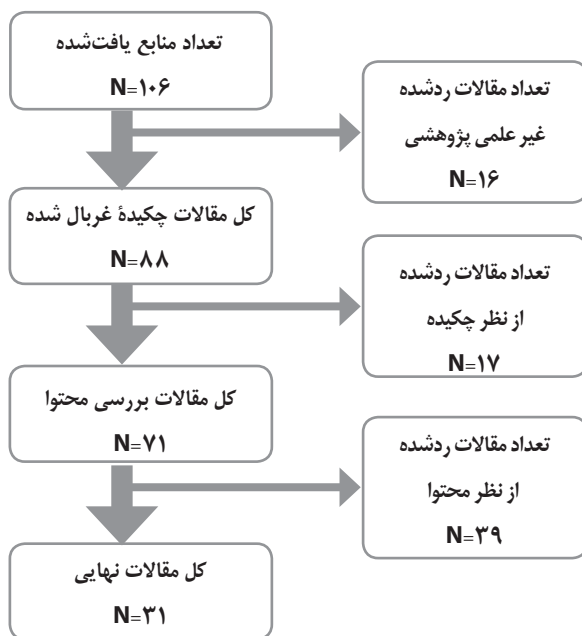 تعداد منابع یافت‌شده
N=۱۰۶
تعداد مقالات ردشده
غیر علمی پژوهشی
N=۱۶
کل مقالات چکیدهٔ غربال شده
N=۸۸
تعداد مقالات ردشده
از نظر چکیده
N=۱۷
کل مقالات بررسی محتوا
N=۷۱
تعداد مقالات ردشده
از نظر محتوا
N=۳۹
کل مقالات نهایی
N=۳۱